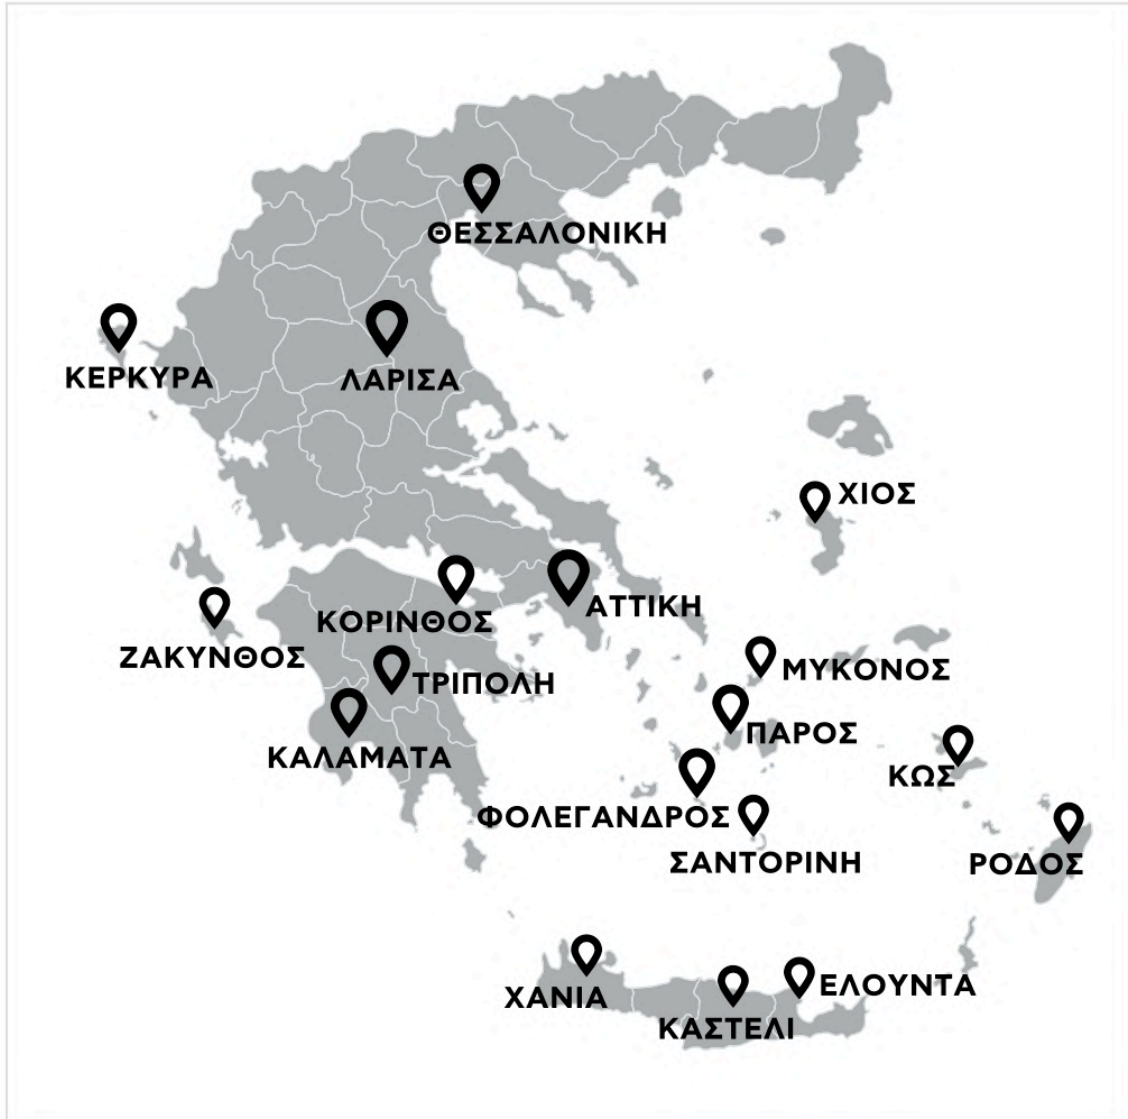 ΘΕΣΣΑΛΟΝΙΚΗ
ΚΕΡΚΥΡΑ
ΛΑΡΙΣΑ
ΧΙΟΣ
ΑΤΤΙΚΗ
ΚΟΡΙΝΘΟΣ
ΖΑΚΥΝΘΟΣ
ΜΥΚΟΝΟΣ
ΤΡΙΠΟΛΗ
ΠΑΡΟΣ
ΚΑΛΑΜΑΤΑ
ΚΩΣ
ΦΟΛΕΓΑΝΔΡΟΣ
ΣΑΝΤΟΡΙΝΗ
ΡΟΔΟΣ
ΕΛΟΥΝΤΑ
ΧΑΝΙΑ
ΚΑΣΤΕΛΙ